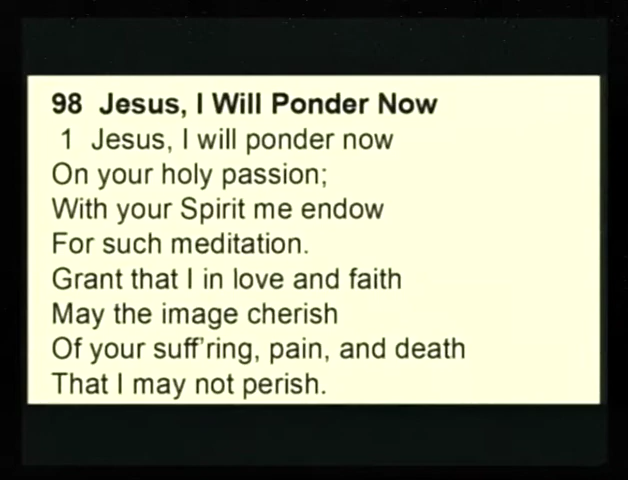 98 Jesus, I Will Ponder Now
1 Jesus, I will ponder now
On your holy passion;
With your Spirit me endow
For such meditation.
Grant that I in love and faith
May the image cherish
Of your suff'ring, pain, and death
That I may not perish.